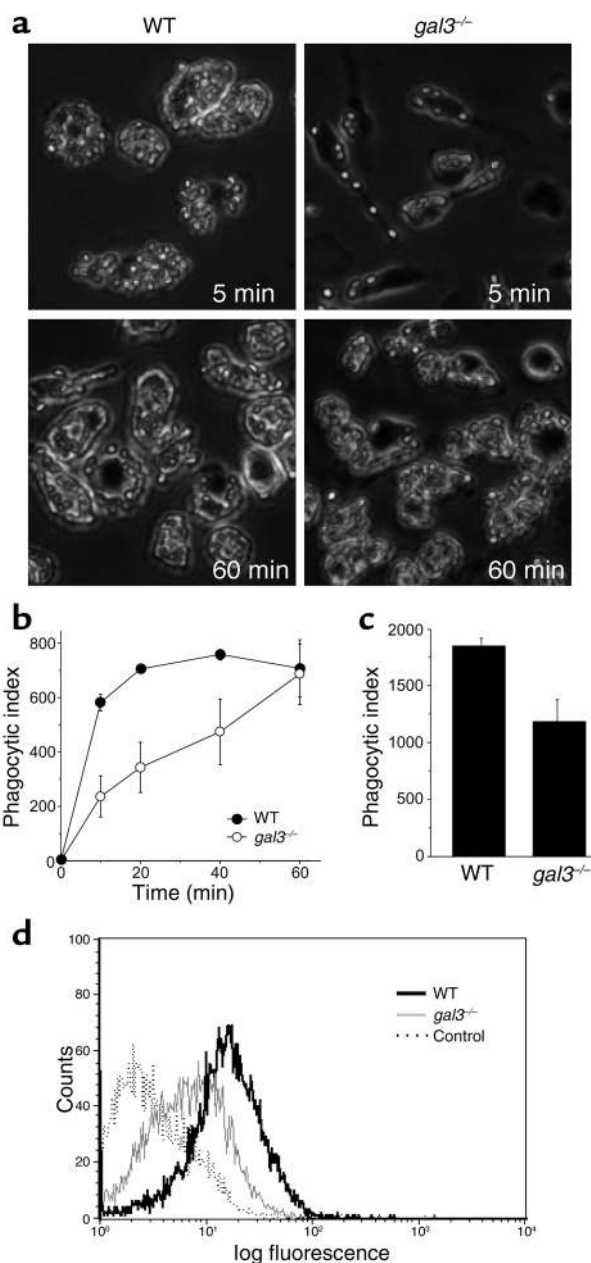 a
WT
gal3–/–
5 min
5 min
60 min
60 min
b
Phagocytic index
800
600
400
200
0
0
20
40
60
Time (min)
WT
gal3–/–
c
Phagocytic index
2000
1500
1000
500
0
WT
gal3–/–
d
Counts
100
80
60
40
20
0
WT
gal3–/–
Control
10⁰
10¹
10²
10³
10⁴
log fluorescence